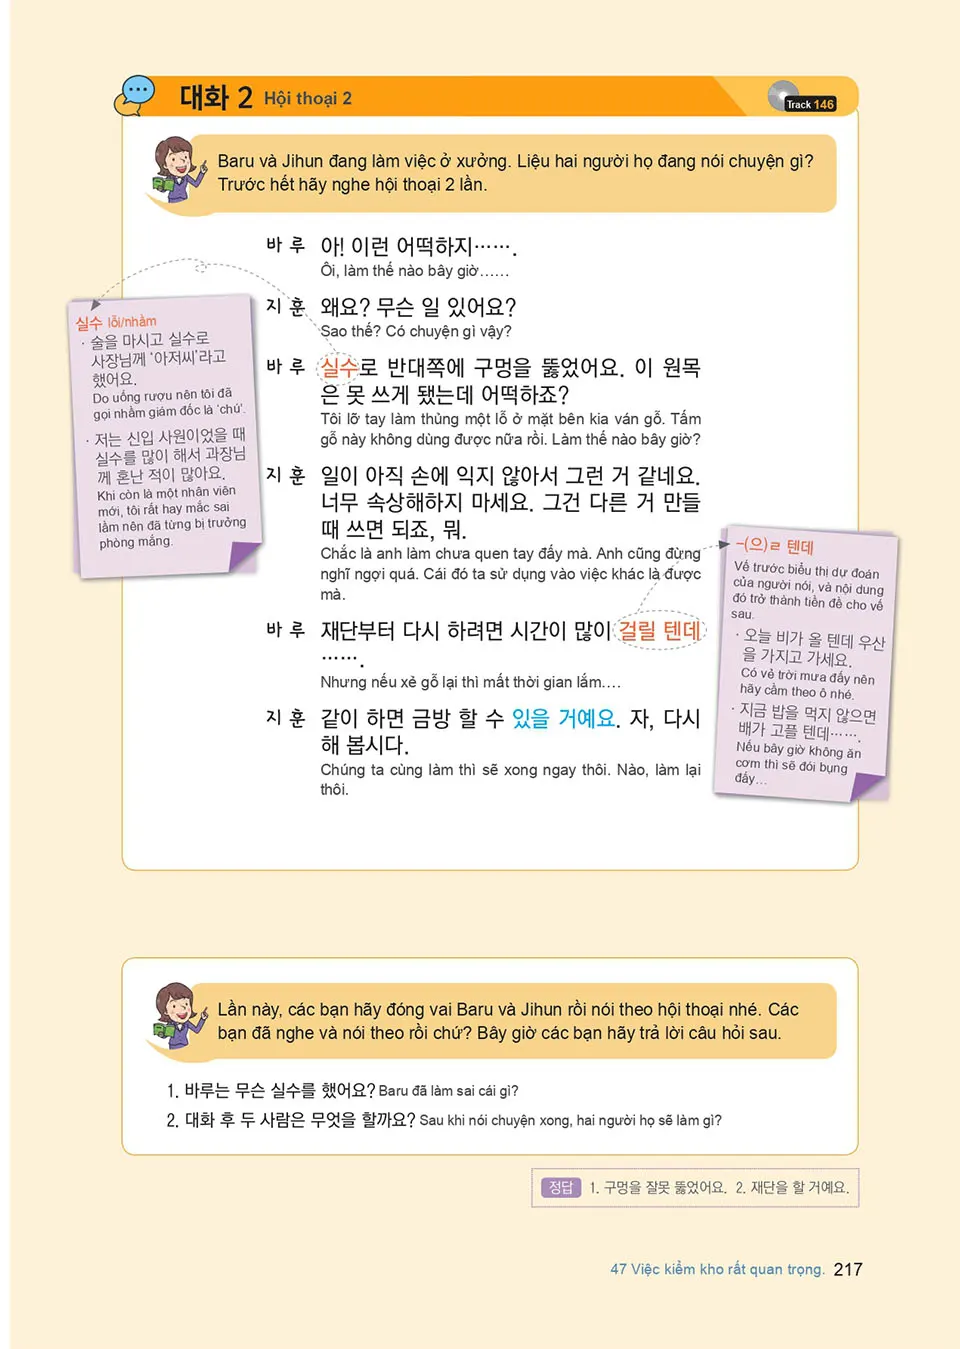 대화 2 Hội thoại 2
Track 146
Baru và Jihun đang làm việc ở xưởng. Liệu hai người họ đang nói chuyện gì?
Trước hết hãy nghe hội thoại 2 lần.
바 루 아! 이런 어떡하지…….
Ôi, làm thế nào bây giờ……
지 훈 왜요? 무슨 일 있어요?
Sao thế? Có chuyện gì vậy?
바 루 실수로 반대쪽에 구멍을 뚫었어요. 이 원목
은 못 쓰게 됐는데 어떡하죠?
Tôi lỡ tay làm thủng một lỗ ở mặt bên kia ván gỗ. Tấm
gỗ này không dùng được nữa rồi. Làm thế nào bây giờ?
지 훈 일이 아직 손에 익지 않아서 그런 거 같네요.
너무 속상해하지 마세요. 그건 다른 거 만들
때 쓰면 되죠, 뭐.
Chắc là anh làm chưa quen tay đấy mà. Anh cũng đừng
nghĩ ngợi quá. Cái đó ta sử dụng vào việc khác là được
mà.
바 루 재단부터 다시 하려면 시간이 많이 걸릴 텐데
…….
Nhưng nếu xẻ gỗ lại thì mất thời gian lắm….
지 훈 같이 하면 금방 할 수 있을 거예요. 자, 다시
해 봅시다.
Chúng ta cùng làm thì sẽ xong ngay thôi. Nào, làm lại
thôi.
실수 lỗi/nhầm
· 술을 마시고 실수로
사장님께 ‘아저씨’라고
했어요.
Do uống rượu nên tôi đã
gọi nhầm giám đốc là ‘chú’.
· 저는 신입 사원이었을 때
실수를 많이 해서 과장님
께 혼난 적이 많아요.
Khi còn là một nhân viên
mới, tôi rất hay mắc sai
lầm nên đã từng bị trưởng
phòng mắng.
-(으)ㄹ 텐데
Vế trước biểu thị dự đoán
của người nói, và nội dung
đó trở thành tiền đề cho vế
sau.
· 오늘 비가 올 텐데 우산
을 가지고 가세요.
Có vẻ trời mưa đấy nên
hãy cầm theo ô nhé.
· 지금 밥을 먹지 않으면
배가 고플 텐데…….
Nếu bây giờ không ăn
cơm thì sẽ đói bụng
đấy…
Lần này, các bạn hãy đóng vai Baru và Jihun rồi nói theo hội thoại nhé. Các
bạn đã nghe và nói theo rồi chứ? Bây giờ các bạn hãy trả lời câu hỏi sau.
1. 바루는 무슨 실수를 했어요? Baru đã làm sai cái gì?
2. 대화 후 두 사람은 무엇을 할까요? Sau khi nói chuyện xong, hai người họ sẽ làm gì?
정답 1. 구멍을 잘못 뚫었어요. 2. 재단을 할 거예요.
47 Việc kiểm kho rất quan trọng. 217